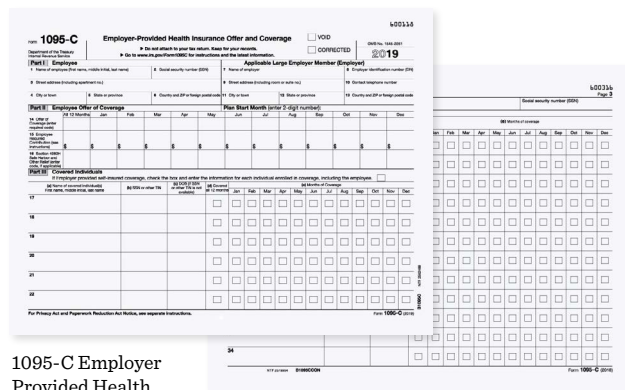 600116
Form 1095-C
Employer-Provided Health Insurance Offer and Coverage
VOID
OMB No. 1545-2251
Department of the Treasury
Internal Revenue Service
▶ Do not attach to your tax return. Keep for your records.
▶ Go to www.irs.gov/Form1095C for instructions and the latest information.
CORRECTED
2019
Part I Employee
Applicable Large Employer Member (Employer)
1 Name of employee (first name, middle initial, last name)
2 Social security number (SSN)
7 Name of employer
8 Employer identification number (EIN)
3 Street address (including apartment no.)
9 Street address (including room or suite no.)
10 Contact telephone number
4 City or town
5 State or province
6 Country and ZIP or foreign postal code
11 City or town
12 State or province
13 Country and ZIP or foreign postal code
Part II Employee Offer of Coverage
Plan Start Month (enter 2-digit number):
All 12 Months Jan Feb Mar Apr May Jun Jul Aug Sep Oct Nov Dec
14 Offer of
Coverage (enter
required code)
15 Employee
Required
Contribution (see
instructions)
$ $ $ $ $ $ $ $ $ $ $ $ $
16 Section 4980H
Safe Harbor and
Other Relief (enter
code, if applicable)
Part III Covered Individuals
If Employer provided self-insured coverage, check the box and enter the information for each individual enrolled in coverage, including the employee.
(a) Name of covered individual(s)
First name, middle initial, last name
(b) SSN or other TIN
(c) DOB (if SSN
or other TIN is not
available)
(d) Covered
all 12 months
(e) Months of Coverage
Jan Feb Mar Apr May Jun Jul Aug Sep Oct Nov Dec
17
18
19
20
21
22
For Privacy Act and Paperwork Reduction Act Notice, see separate instructions.
Form 1095-C (2019)
600316
Page 3
Social security number (SSN)
(e) Months of coverage
Jan Feb Mar Apr May Jun Jul Aug Sep Oct Nov Dec
34
Form 1095-C (2019)
1095-C Employer
Provided Health